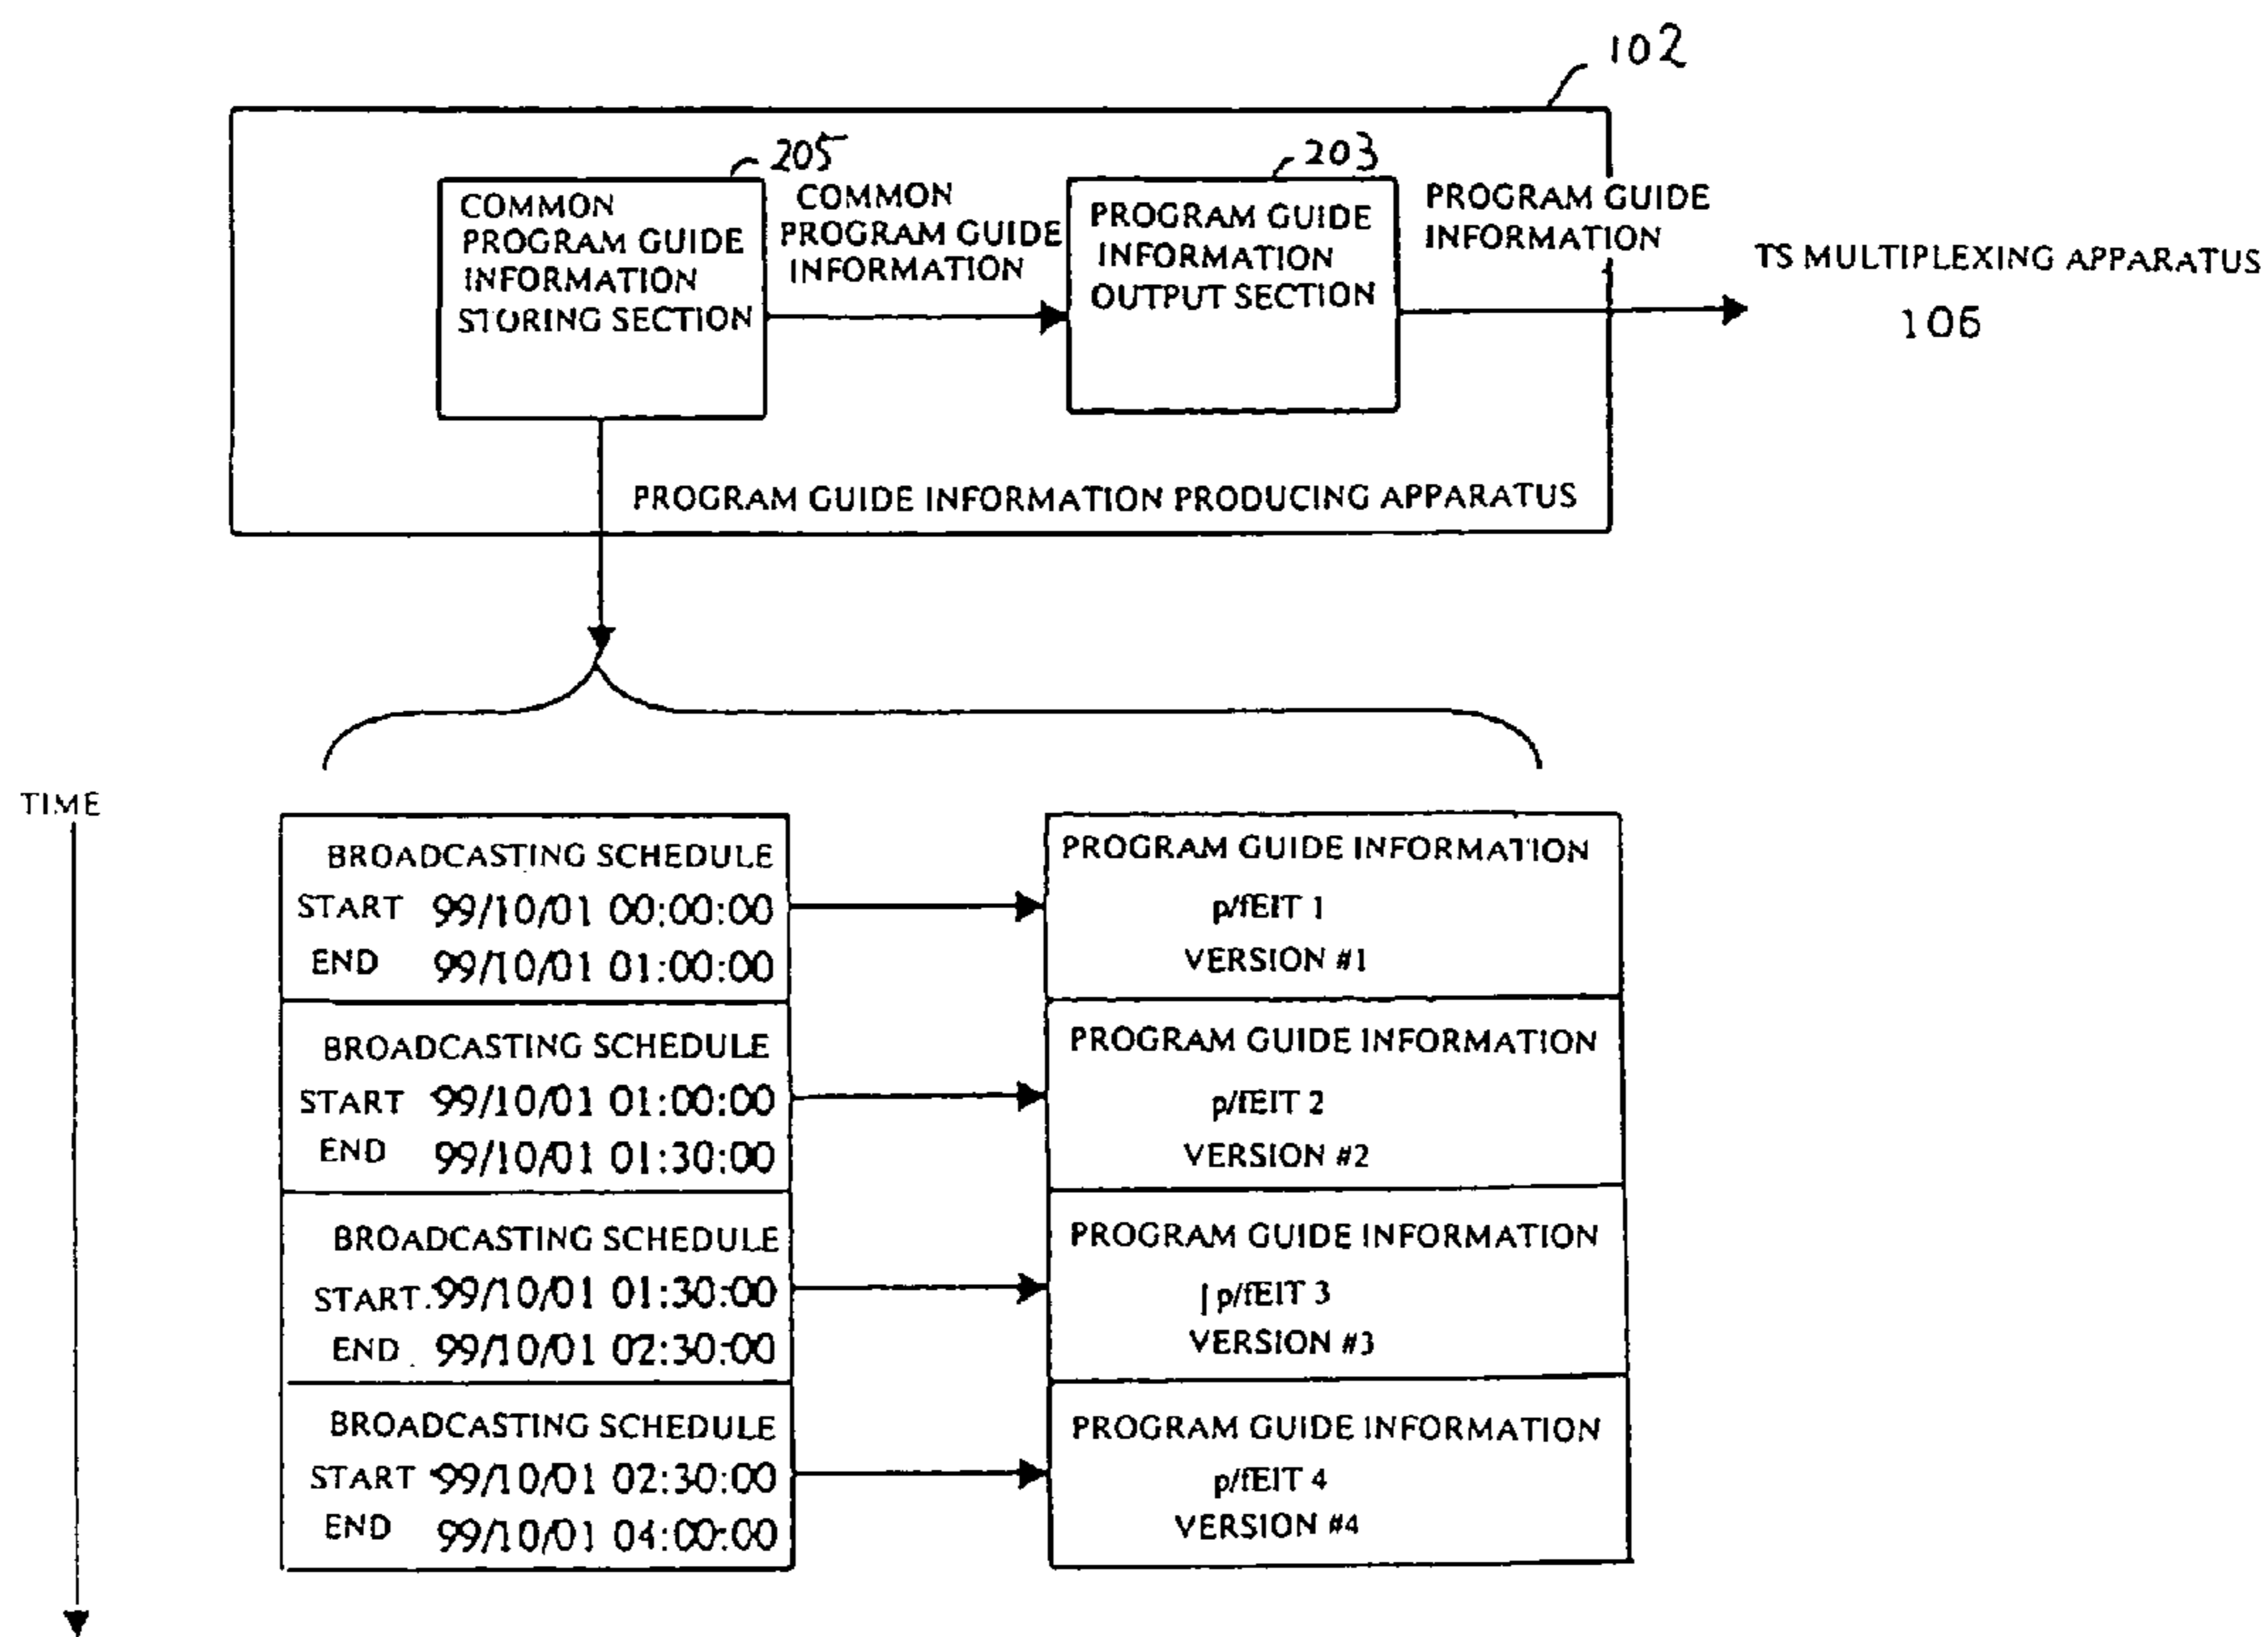 102
205
203
COMMON
PROGRAM GUIDE
INFORMATION
STORING SECTION
COMMON
PROGRAM GUIDE
INFORMATION
PROGRAM GUIDE
INFORMATION
OUTPUT SECTION
PROGRAM GUIDE
INFORMATION
TS MULTIPLEXING APPARATUS
106
PROGRAM GUIDE INFORMATION PRODUCING APPARATUS
TIME
BROADCASTING SCHEDULE
START 99/10/01 00:00:00
END 99/10/01 01:00:00
PROGRAM GUIDE INFORMATION
p/fEIT 1
VERSION #1
BROADCASTING SCHEDULE
START 99/10/01 01:00:00
END 99/10/01 01:30:00
PROGRAM GUIDE INFORMATION
p/fEIT 2
VERSION #2
BROADCASTING SCHEDULE
START 99/10/01 01:30:00
END 99/10/01 02:30:00
PROGRAM GUIDE INFORMATION
p/fEIT 3
VERSION #3
BROADCASTING SCHEDULE
START 99/10/01 02:30:00
END 99/10/01 04:00:00
PROGRAM GUIDE INFORMATION
p/fEIT 4
VERSION #4